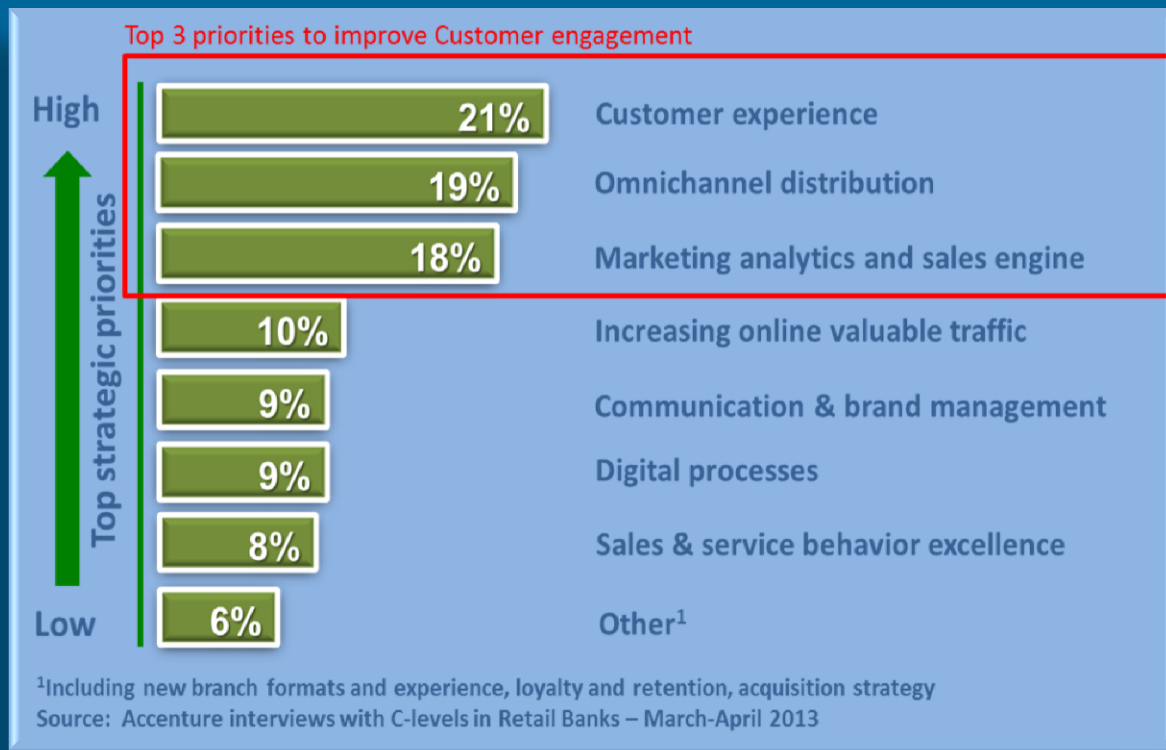 Top 3 priorities to improve Customer engagement
High
21% Customer experience
19% Omnichannel distribution
18% Marketing analytics and sales engine
10% Increasing online valuable traffic
9% Communication & brand management
9% Digital processes
8% Sales & service behavior excellence
6% Other¹
Low
Top strategic priorities
¹Including new branch formats and experience, loyalty and retention, acquisition strategy
Source: Accenture interviews with C-levels in Retail Banks – March-April 2013